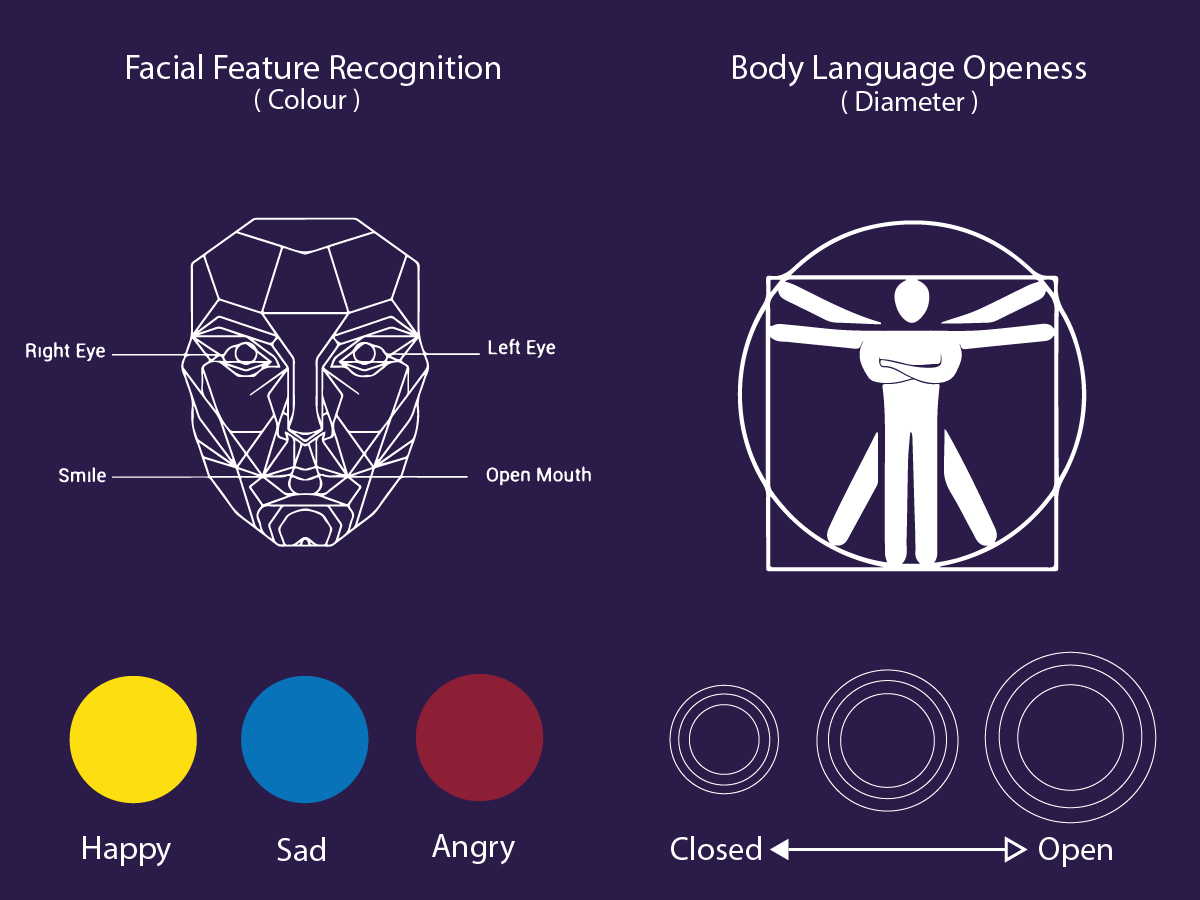 Facial Feature Recognition
( Colour )
Body Language Openess
( Diameter )
Right Eye
Left Eye
Smile
Open Mouth
Happy
Sad
Angry
Closed
Open